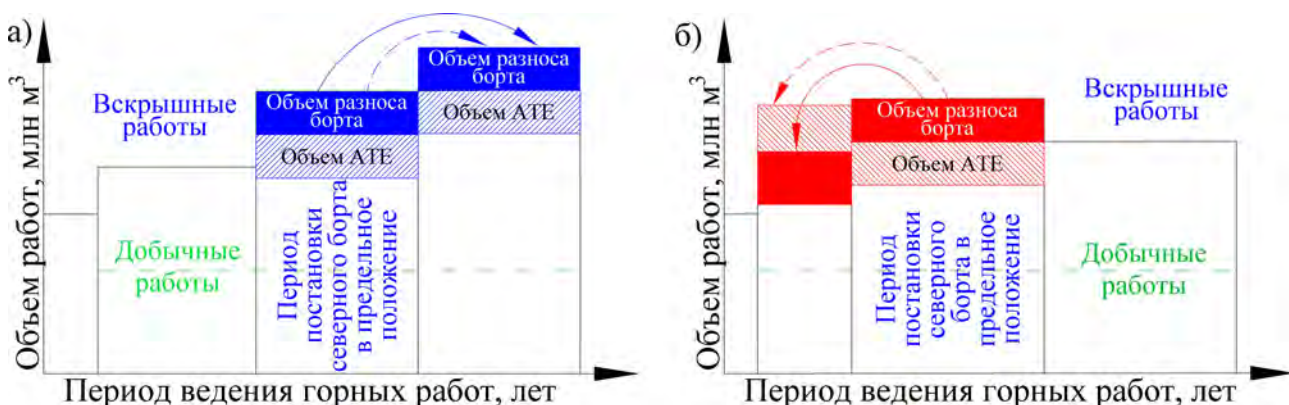 а)
Объем работ, млн м³
Вскрышные
работы
Добычные
работы
Объем разноса
борта
Объем АТЕ
Период
постановки
северного борта
в предельное
положение
Объем разноса
борта
Объем АТЕ
Период ведения горных работ, лет
б)
Объем работ, млн м³
Объем разноса
борта
Объем АТЕ
Период
постановки
северного
борта в
предельное
положение
Вскрышные
работы
Добычные
работы
Период ведения горных работ, лет